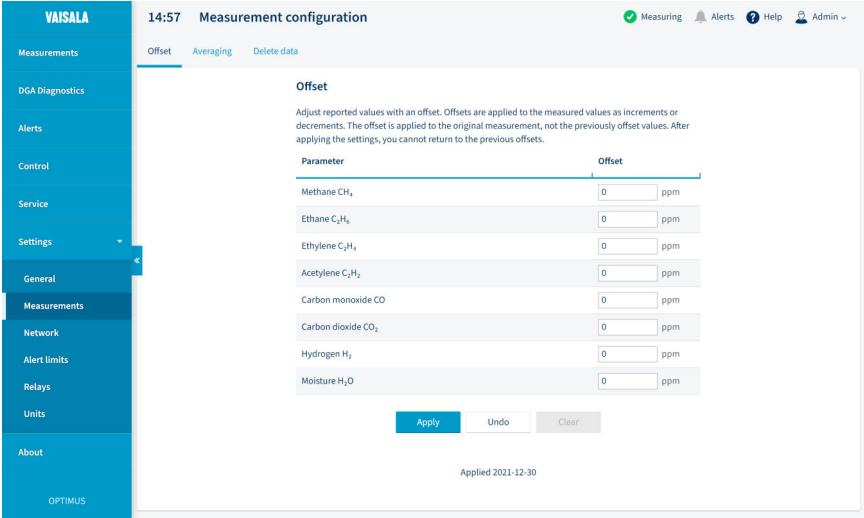 VAISALA
14:57 Measurement configuration
Measuring
Alerts
Help
Admin
Measurements
DGA Diagnostics
Alerts
Control
Service
Settings
General
Measurements
Network
Alert limits
Relays
Units
About
OPTIMUS
Offset Averaging Delete data
Offset
Adjust reported values with an offset. Offsets are applied to the measured values as increments or
decrements. The offset is applied to the original measurement, not the previously offset values. After
applying the settings, you cannot return to the previous offsets.
Parameter Offset
Methane CH₄ 0 ppm
Ethane C₂H₆ 0 ppm
Ethylene C₂H₄ 0 ppm
Acetylene C₂H₂ 0 ppm
Carbon monoxide CO 0 ppm
Carbon dioxide CO₂ 0 ppm
Hydrogen H₂ 0 ppm
Moisture H₂O 0 ppm
Apply Undo Clear
Applied 2021-12-30